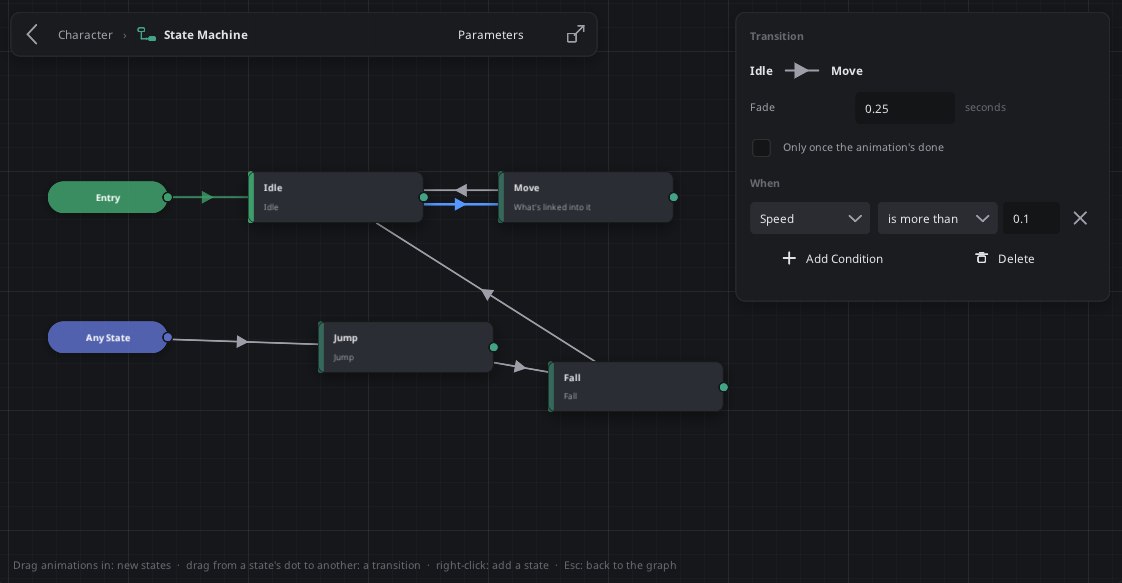 Character › State Machine Parameters
Transition
Idle Move
Fade 0.25 seconds
Only once the animation's done
When
Speed is more than 0.1
Add Condition Delete
Entry
Idle
Idle
Move
What's linked into it
Any State
Jump
Jump
Fall
Fall
Drag animations in: new states · drag from a state's dot to another: a transition · right-click: add a state · Esc: back to the graph